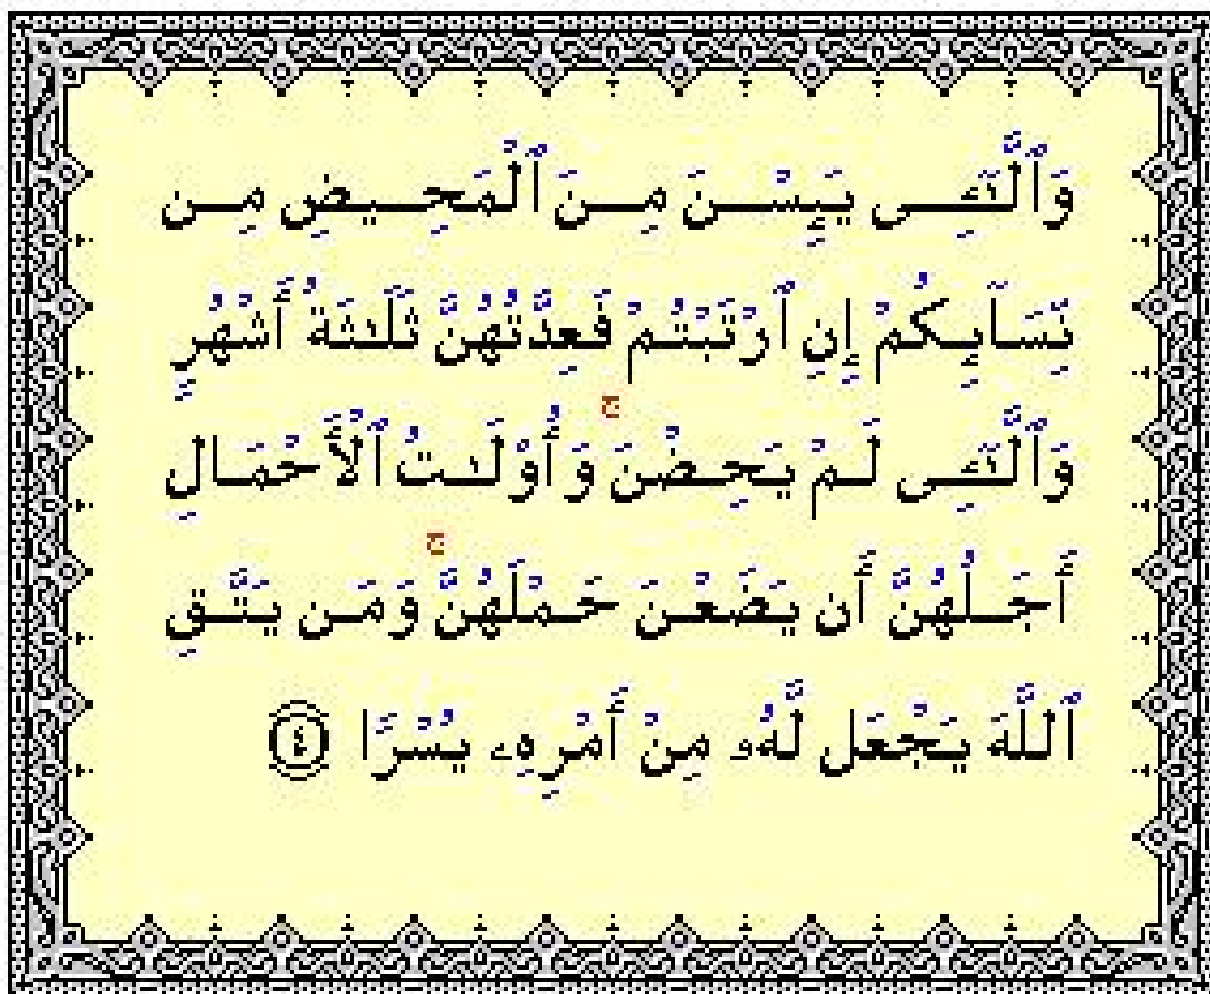 وَٱلَّـٰٓـِٔى يَئِسْنَ مِنَ ٱلْمَحِيضِ مِن
نِّسَآئِكُمْ إِنِ ٱرْتَبْتُمْ فَعِدَّتُهُنَّ ثَلَـٰثَةُ أَشْهُرٍ
وَٱلَّـٰٓـِٔى لَمْ يَحِضْنَ ۚ وَأُوْلَـٰتُ ٱلْأَحْمَالِ
أَجَلُهُنَّ أَن يَضَعْنَ حَمْلَهُنَّ ۚ وَمَن يَتَّقِ
ٱللَّهَ يَجْعَل لَّهُۥ مِنْ أَمْرِهِۦ يُسْرًا ٤